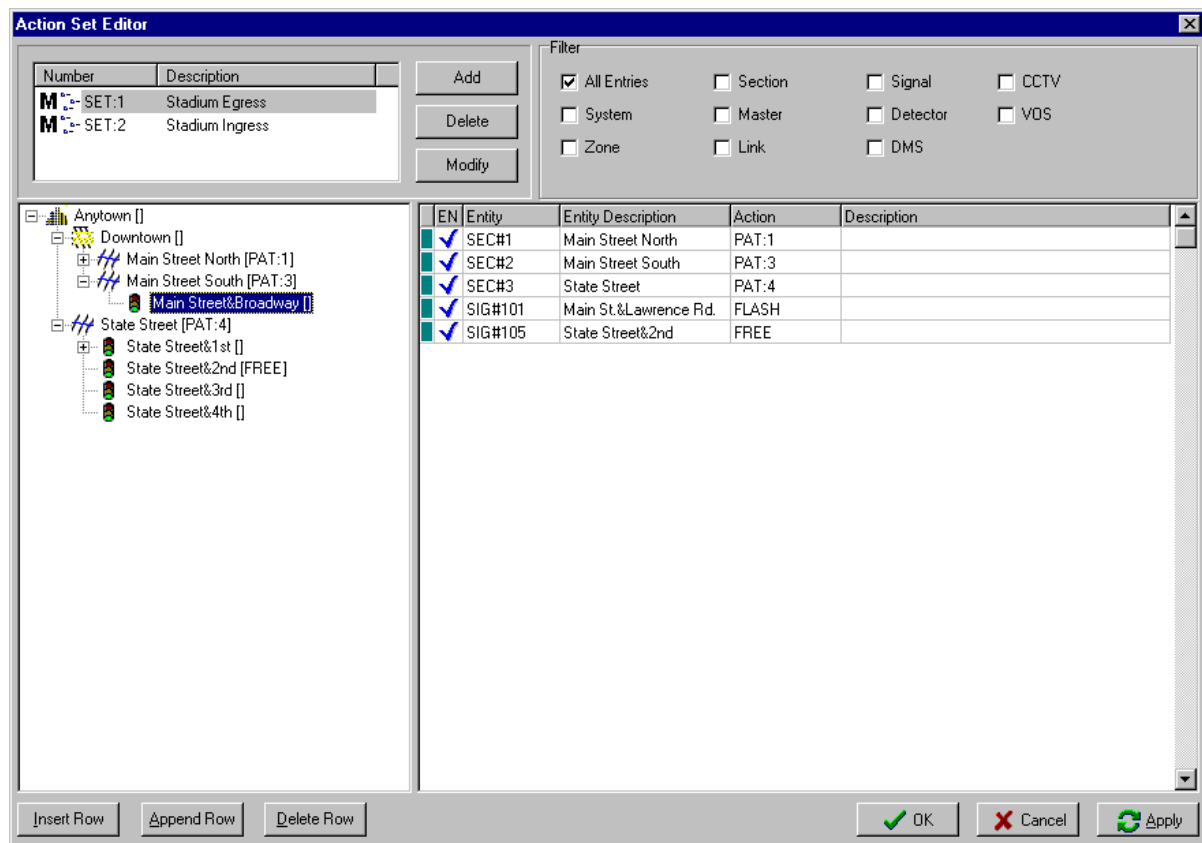 Action Set Editor
Number Description
M SET:1 Stadium Egress
M SET:2 Stadium Ingress
Add
Delete
Modify
Filter
All Entries Section Signal CCTV
System Master Detector VOS
Zone Link DMS
Anytown []
Downtown []
Main Street North [PAT:1]
Main Street South [PAT:3]
Main Street&Broadway []
State Street [PAT:4]
State Street&1st []
State Street&2nd [FREE]
State Street&3rd []
State Street&4th []
EN Entity Entity Description Action Description
SEC#1 Main Street North PAT:1
SEC#2 Main Street South PAT:3
SEC#3 State Street PAT:4
SIG#101 Main St.&Lawrence Rd. FLASH
SIG#105 State Street&2nd FREE
Insert Row Append Row Delete Row OK Cancel Apply